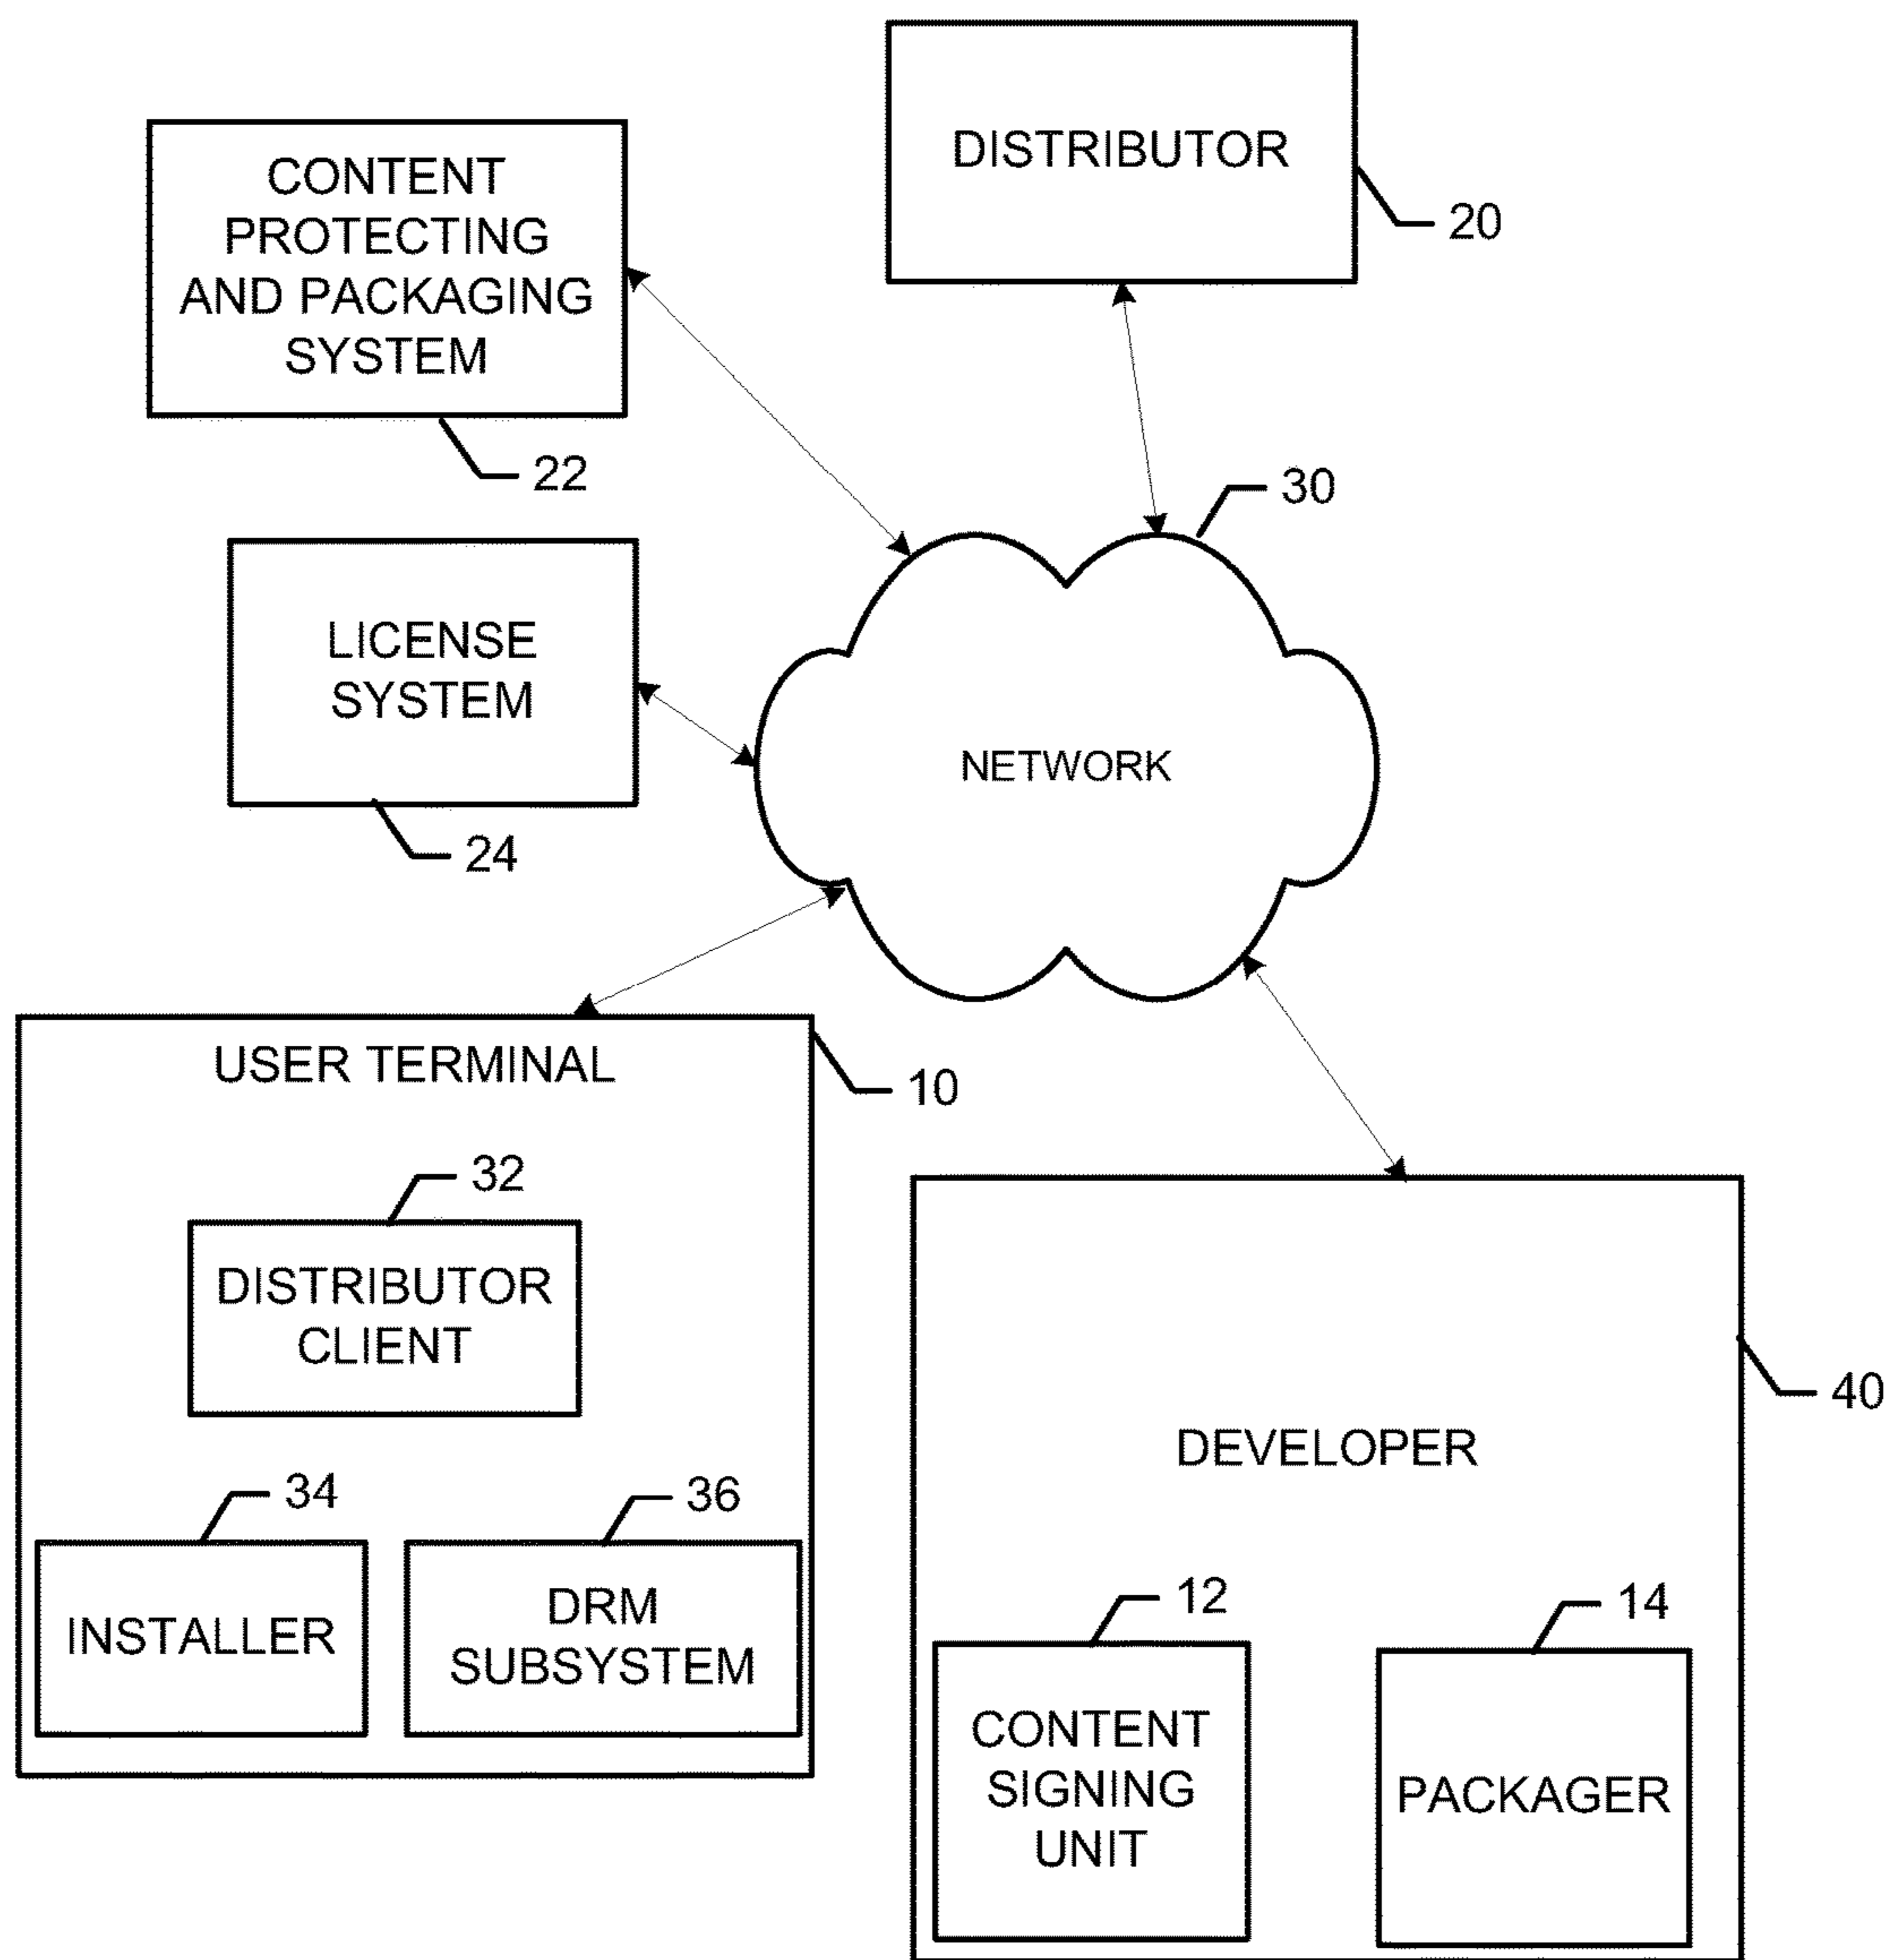 DISTRIBUTOR
20
CONTENT
PROTECTING
AND PACKAGING
SYSTEM
22
30
LICENSE
SYSTEM
24
NETWORK
USER TERMINAL
10
32
DISTRIBUTOR
CLIENT
34
INSTALLER
36
DRM
SUBSYSTEM
40
DEVELOPER
12
CONTENT
SIGNING
UNIT
14
PACKAGER